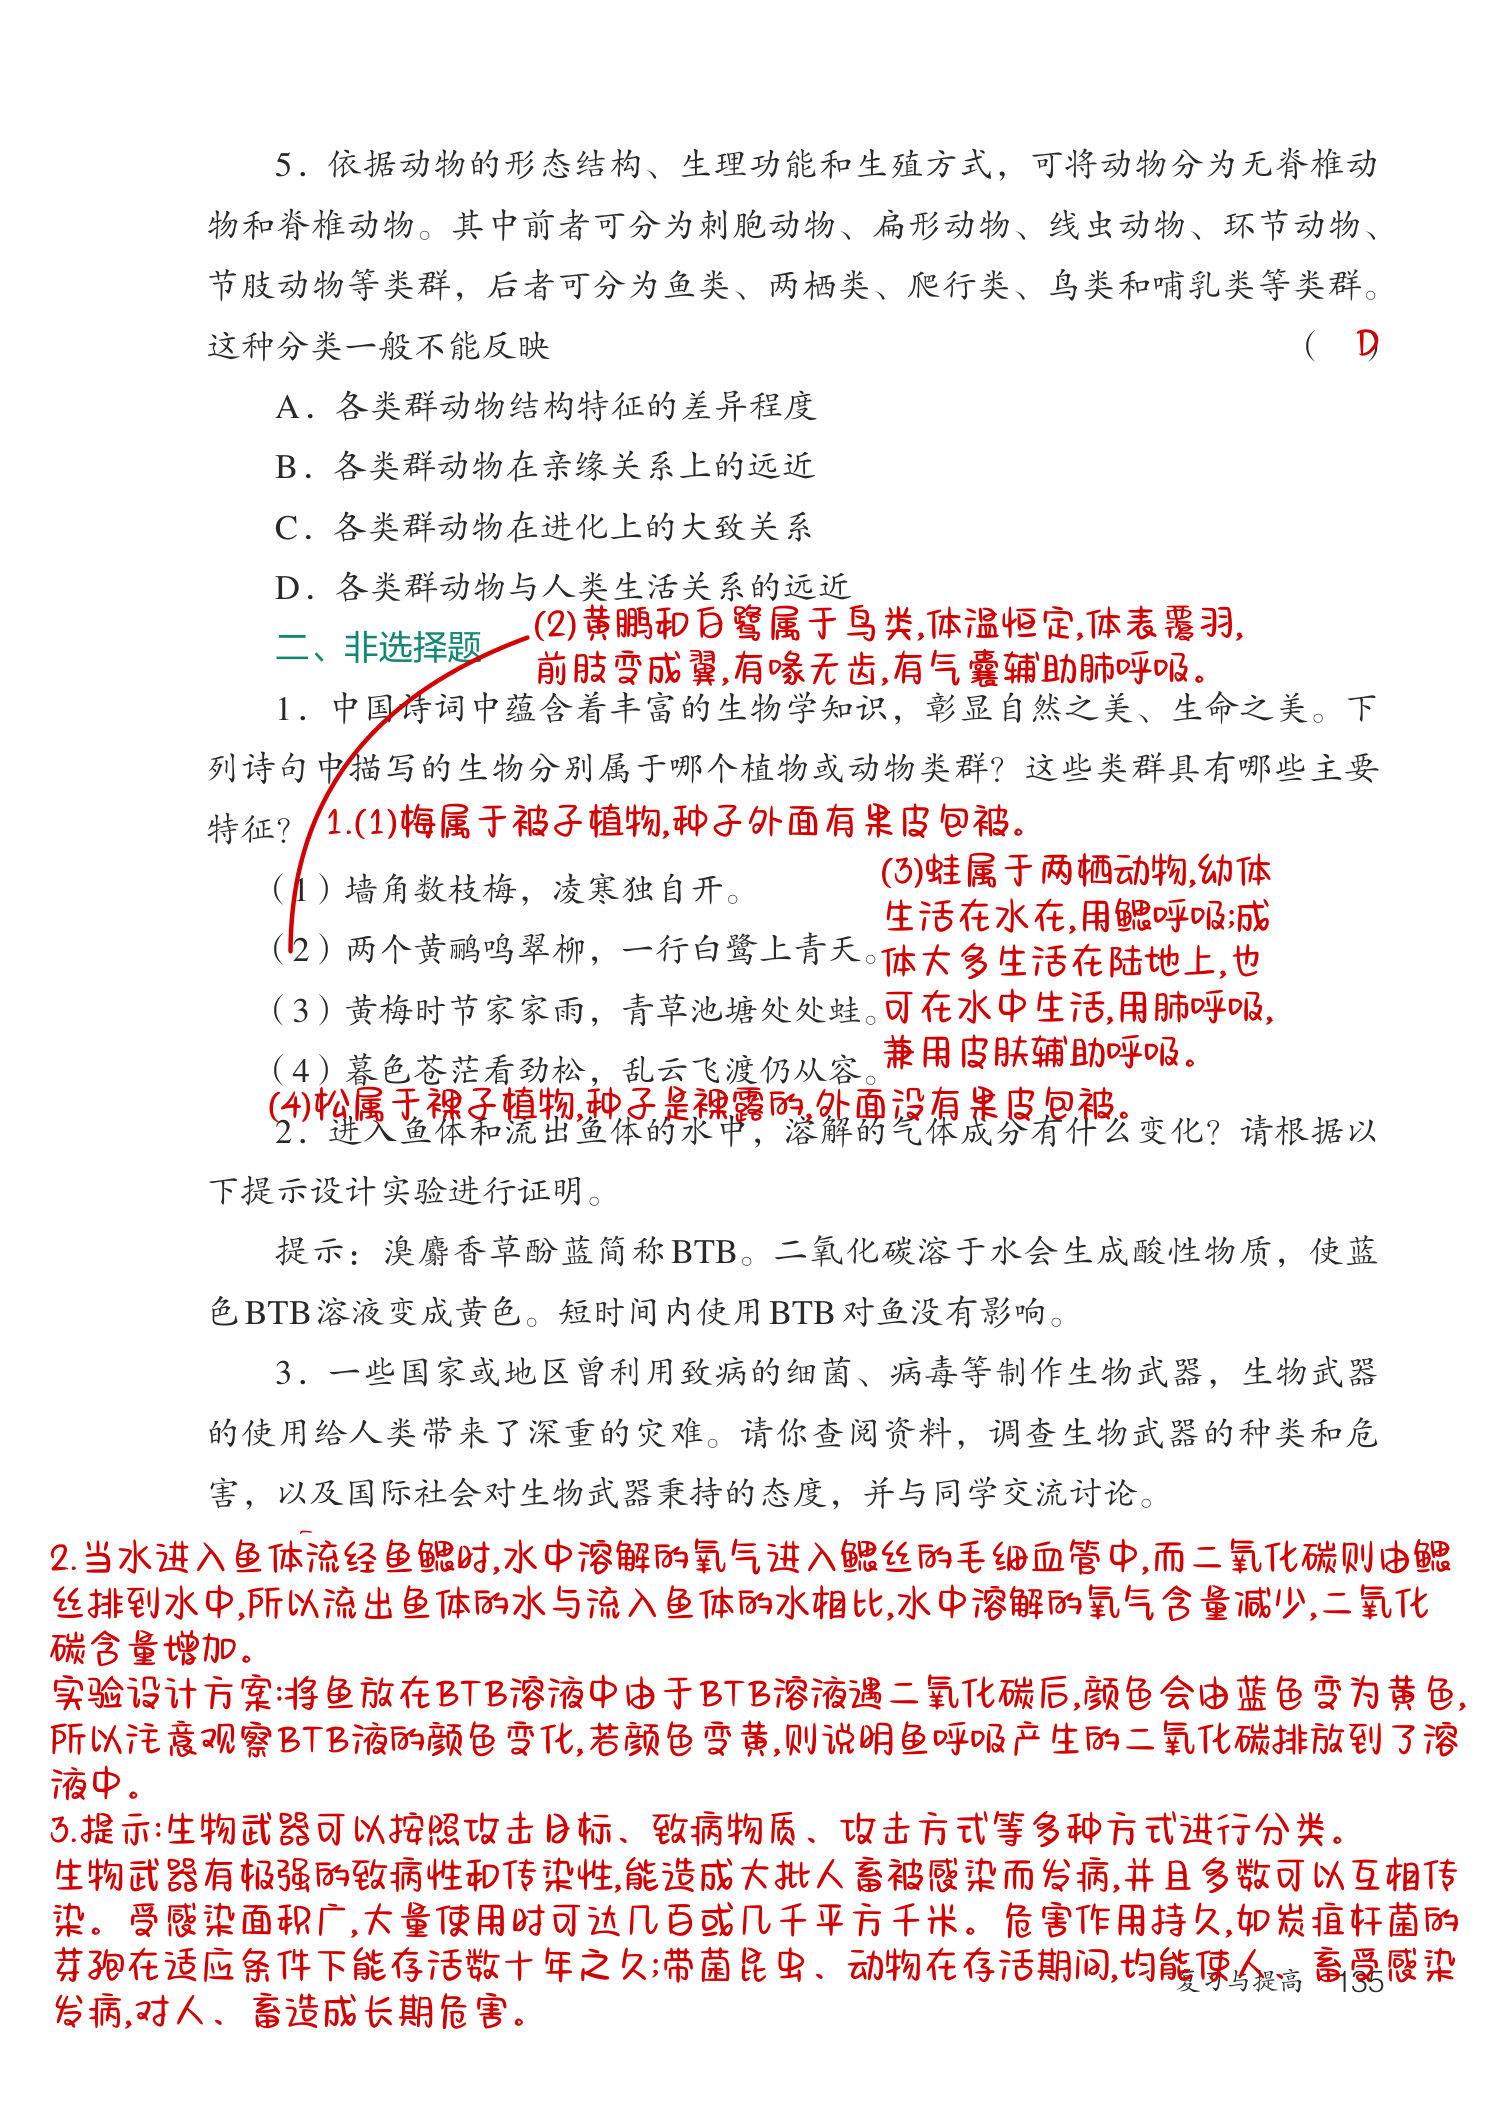 5. 依据动物的形态结构、生理功能和生殖方式，可将动物分为无脊椎动
物和脊椎动物。其中前者可分为刺胞动物、扁形动物、线虫动物、环节动物、
节肢动物等类群，后者可分为鱼类、两栖类、爬行类、鸟类和哺乳类等类群。
这种分类一般不能反映 ( D )
A. 各类群动物结构特征的差异程度
B. 各类群动物在亲缘关系上的远近
C. 各类群动物在进化上的大致关系
D. 各类群动物与人类生活关系的远近
二、非选择题
(2)黄鹏和白鹭属于鸟类,体温恒定,体表覆羽,
前肢变成翼,有喙无齿,有气囊辅助肺呼吸。
1. 中国诗词中蕴含着丰富的生物学知识，彰显自然之美、生命之美。下
列诗句中描写的生物分别属于哪个植物或动物类群？这些类群具有哪些主要
特征？
1.(1)梅属于被子植物,种子外面有果皮包被。
（1）墙角数枝梅，凌寒独自开。
（2）两个黄鹂鸣翠柳，一行白鹭上青天。
（3）黄梅时节家家雨，青草池塘处处蛙。
（4）暮色苍茫看劲松，乱云飞渡仍从容。
(3)蛙属于两栖动物,幼体
生活在水在,用鳃呼吸;成
体大多生活在陆地上,也
可在水中生活,用肺呼吸,
兼用皮肤辅助呼吸。
(4)松属于裸子植物,种子是裸露的,外面没有果皮包被。
2. 进入鱼体和流出鱼体的水中，溶解的气体成分有什么变化？请根据以
下提示设计实验进行证明。
提示：溴麝香草酚蓝简称BTB。二氧化碳溶于水会生成酸性物质，使蓝
色BTB溶液变成黄色。短时间内使用BTB对鱼没有影响。
3. 一些国家或地区曾利用致病的细菌、病毒等制作生物武器，生物武器
的使用给人类带来了深重的灾难。请你查阅资料，调查生物武器的种类和危
害，以及国际社会对生物武器秉持的态度，并与同学交流讨论。
2.当水进入鱼体流经鱼鳃时,水中溶解的氧气进入鳃丝的毛细血管中,而二氧化碳则由鳃
丝排到水中,所以流出鱼体的水与流入鱼体的水相比,水中溶解的氧气含量减少,二氧化
碳含量增加。
实验设计方案:将鱼放在BTB溶液中由于BTB溶液遇二氧化碳后,颜色会由蓝色变为黄色,
所以注意观察BTB液的颜色变化,若颜色变黄,则说明鱼呼吸产生的二氧化碳排放到了溶
液中。
3.提示:生物武器可以按照攻击目标、致病物质、攻击方式等多种方式进行分类。
生物武器有极强的致病性和传染性,能造成大批人畜被感染而发病,并且多数可以互相传
染。受感染面积广,大量使用时可达几百或几千平方千米。危害作用持久,如炭疽杆菌的
芽孢在适应条件下能存活数十年之久;带菌昆虫、动物在存活期间,均能使人、畜受感染
发病,对人、畜造成长期危害。
复习与提高 135